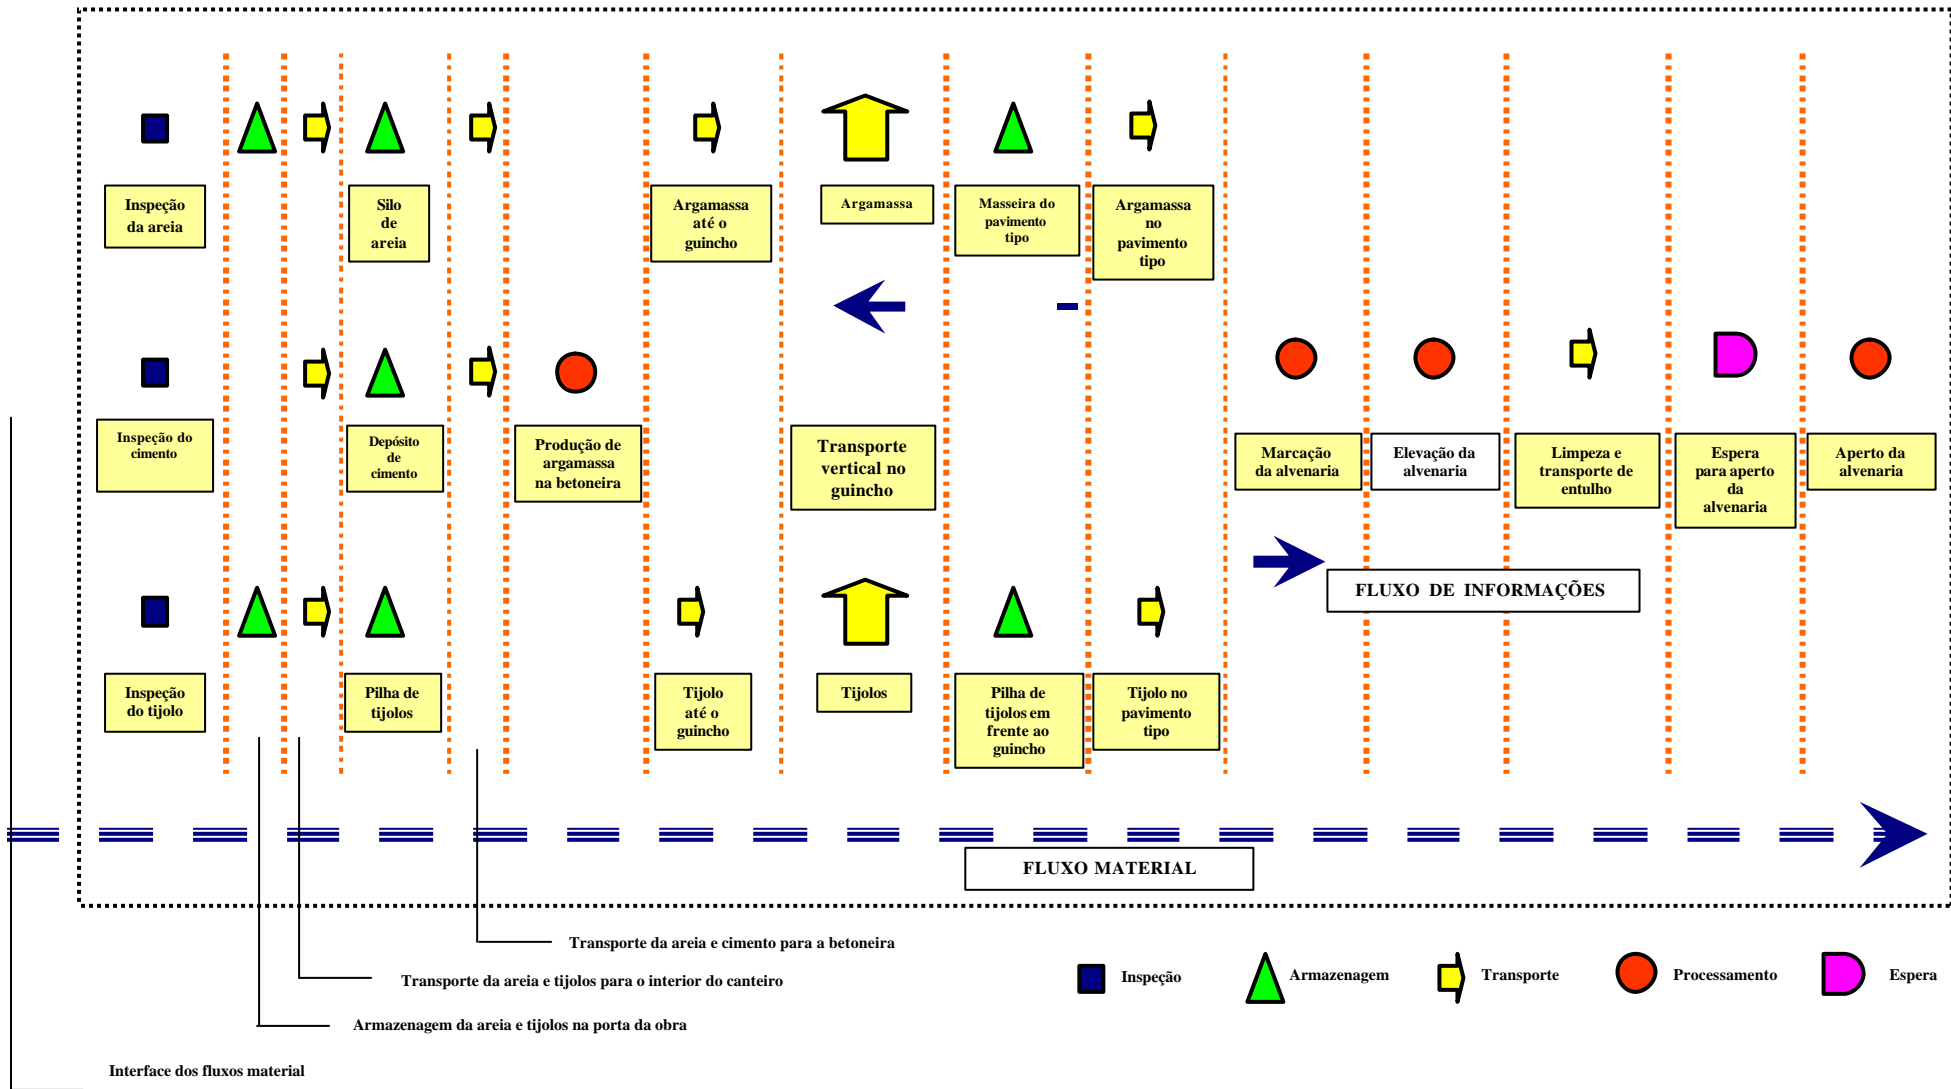 Inspeção
da areia
Silo
de
areia
Argamassa
até o
guincho
Argamassa
Masseira do
pavimento
tipo
Argamassa
no
pavimento
tipo
Inspeção do
cimento
Depósito
de
cimento
Produção de
argamassa
na betoneira
Transporte
vertical no
guincho
Marcação
da alvenaria
Elevação da
alvenaria
Limpeza e
transporte de
entulho
Espera
para aperto
da
alvenaria
Aperto da
alvenaria
FLUXO DE INFORMAÇÕES
Inspeção
do tijolo
Pilha de
tijolos
Tijolo
até o
guincho
Tijolos
Pilha de
tijolos em
frente ao
guincho
Tijolo no
pavimento
tipo
FLUXO MATERIAL
Transporte da areia e cimento para a betoneira
Transporte da areia e tijolos para o interior do canteiro
Armazenagem da areia e tijolos na porta da obra
Interface dos fluxos material
Inspeção
Armazenagem
Transporte
Processamento
Espera